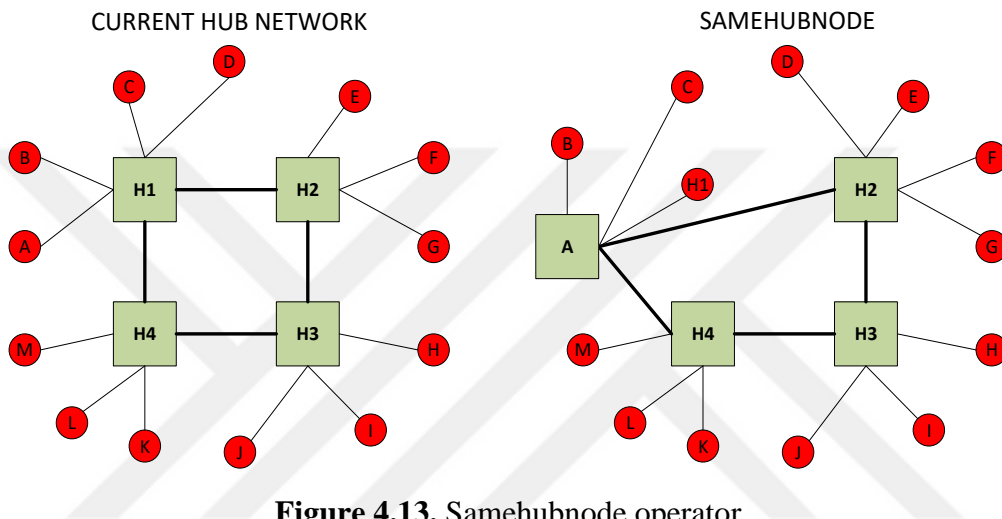 CURRENT HUB NETWORK
D
C
E
B
H1
H2
F
A
G
H4
H3
M
H
L
K
J
I
SAMEHUBNODE
D
C
E
B
H1
H2
F
A
G
H4
H3
M
H
L
K
J
I
Figure 4.13. Samehubnode operator